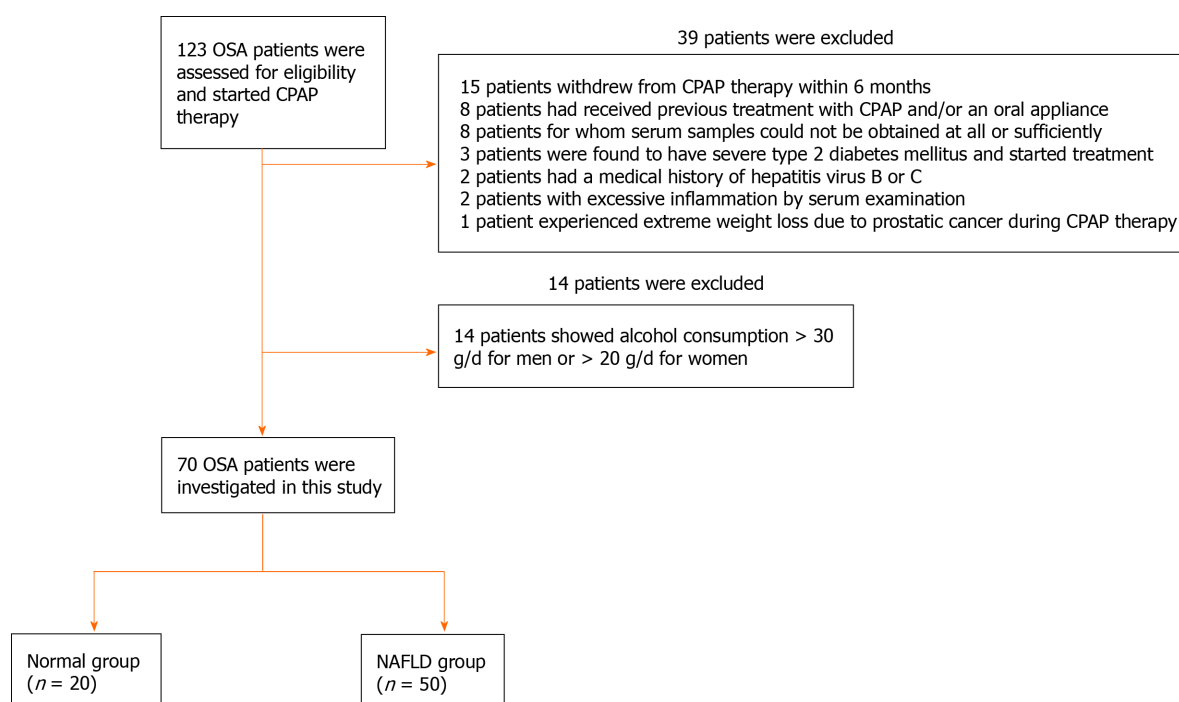 123 OSA patients were
assessed for eligibility
and started CPAP
therapy
39 patients were excluded
15 patients withdrew from CPAP therapy within 6 months
8 patients had received previous treatment with CPAP and/or an oral appliance
8 patients for whom serum samples could not be obtained at all or sufficiently
3 patients were found to have severe type 2 diabetes mellitus and started treatment
2 patients had a medical history of hepatitis virus B or C
2 patients with excessive inflammation by serum examination
1 patient experienced extreme weight loss due to prostatic cancer during CPAP therapy
14 patients were excluded
14 patients showed alcohol consumption > 30
g/d for men or > 20 g/d for women
70 OSA patients were
investigated in this study
Normal group
(n = 20)
NAFLD group
(n = 50)